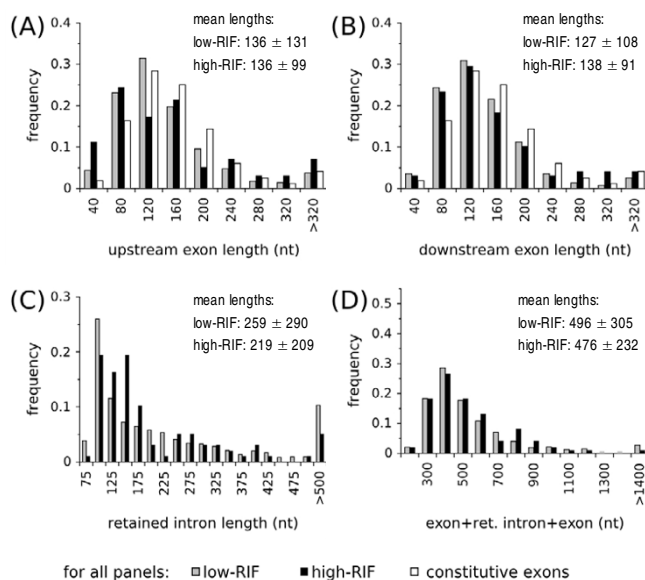 (A)
mean lengths:
low-RIF: 136 ± 131
high-RIF: 136 ± 99
frequency
0.4
0.3
0.2
0.1
0
40
80
120
160
200
240
280
320
>320
upstream exon length (nt)
(B)
mean lengths:
low-RIF: 127 ± 108
high-RIF: 138 ± 91
frequency
0.4
0.3
0.2
0.1
0
40
80
120
160
200
240
280
320
>320
downstream exon length (nt)
(C)
mean lengths:
low-RIF: 259 ± 290
high-RIF: 219 ± 209
frequency
0.3
0.2
0.1
0
75
125
175
225
275
325
375
425
475
>500
retained intron length (nt)
(D)
mean lengths:
low-RIF: 496 ± 305
high-RIF: 476 ± 232
frequency
0.5
0.4
0.3
0.2
0.1
0
300
500
700
900
1100
1300
>1400
exon+ret. intron+exon (nt)
for all panels: low-RIF high-RIF constitutive exons